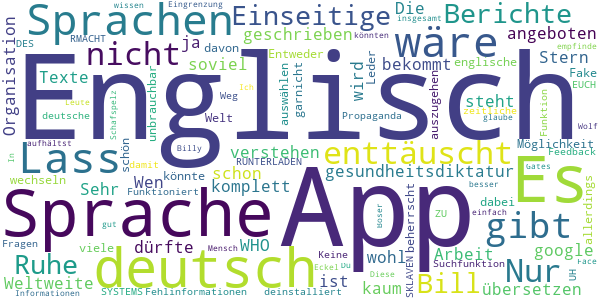 Eingrenzung
wissen
Sprachen
Einseitige
Die
Berichte
DES
RMACHT
nicht
ja
davon
geschrieben
wäre
insgesamt
könnten
angeboten
Organisation
Entweder
bekommt
Stern
empfinde
Texte
soviel
auswählen
garnicht
wird
Leder
englische
auszugehen
Fake
EUCH
Englisch
unbrauchbar
Weg
Welt
Propaganda
steht
zeitliche
glaube
Funktion
Wolf
leute
Ich
deutsche
Schafspelz
Billy
RUNTERLADEN
Möglichkeit
In
aufhältst
schön
damit
verstehen
enttäuscht
Feedback
Lass
wechseln
könnte
schon
gesundheitsdiktatur
Es
Sehr
Wen
Funktioniert
komplett
Gates
besser
Sprache
App
dürfte
gibt
dabei
allerdings
beherrscht
ZU
einfach
gut
viele
WHO
Böser
Fragen
Mensch
Keine
Du
wohl
Arbeit
google
Ruhe
deutsch
Bill
Nur
Suchfunktion
Weltweite
ist
Eckel
Diese
kaum
SKLAVEN
UH
Face
übersetzen
Informationen
SYSTEMS
Fehlinformationen
deinstalliert